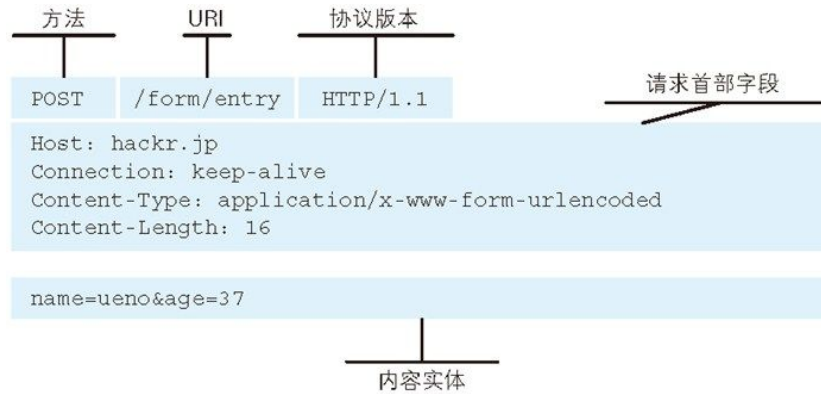 方法 URI 协议版本
POST /form/entry HTTP/1.1
请求首部字段
Host: hackr.jp
Connection: keep-alive
Content-Type: application/x-www-form-urlencoded
Content-Length: 16
name=ueno&age=37
内容实体